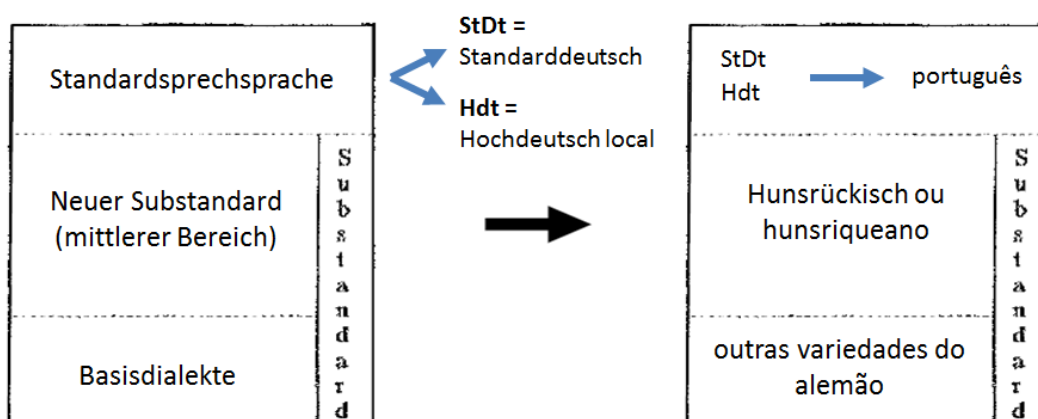 Standardsprechsprache
StDt =
Standarddeutsch
Hdt =
Hochdeutsch local
Neuer Substandard
(mittlerer Bereich)
Basisdialekte
Substandard
StDt
Hdt
português
Hunsrückisch ou
hunsriqueano
outras variedades do
alemão
Substandard